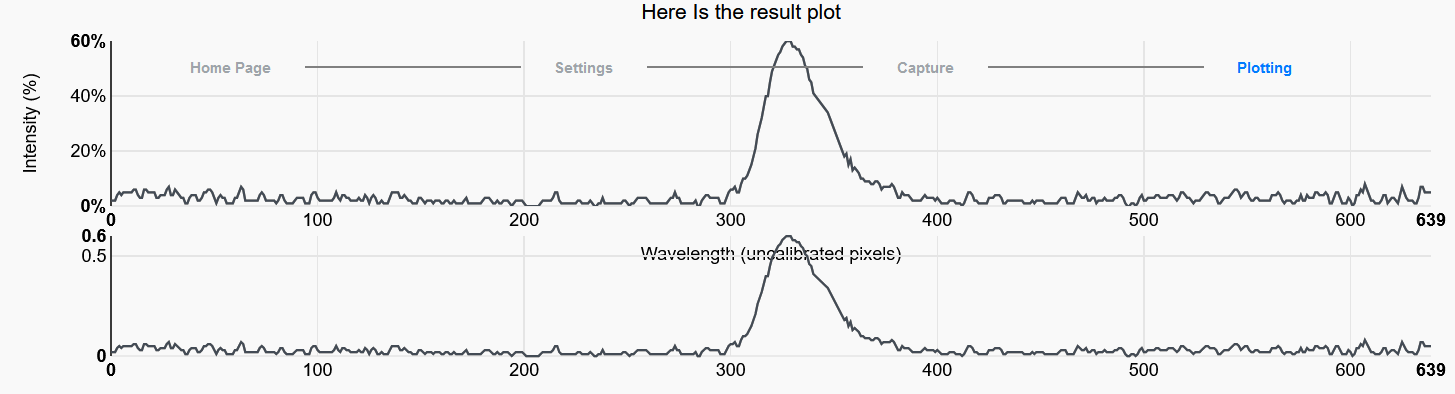 Here Is the result plot
60%
Home Page Settings Capture Plotting
Intensity (%)
40%
20%
0%
0 100 200 300 400 500 600 639
0.6
Wavelength (uncalibrated pixels)
0.5
0
0 100 200 300 400 500 600 639